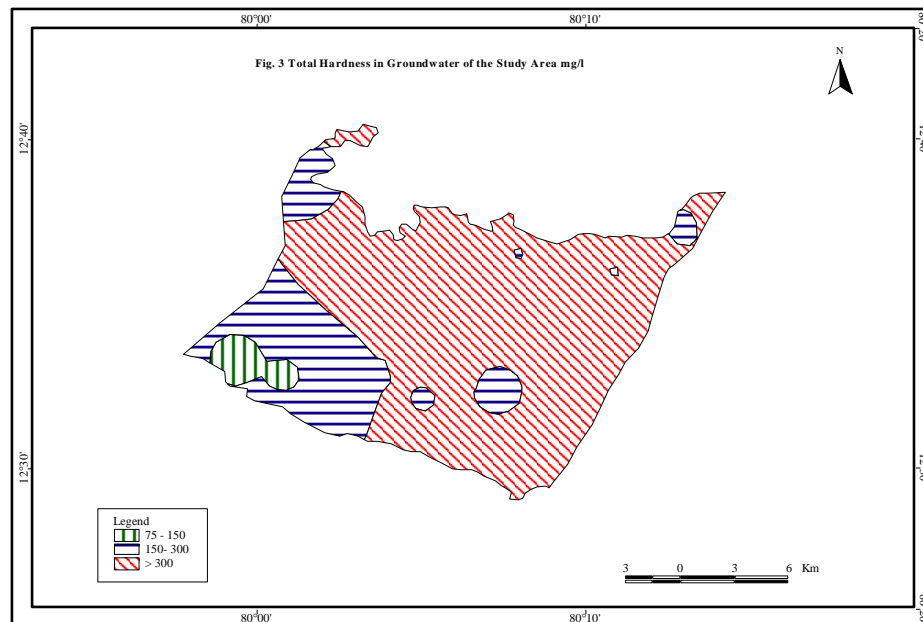 80°00' 80°10'
Fig. 3 Total Hardness in Groundwater of the Study Area mg/l
N
12°40'
12°30'
Legend
75 - 150
150- 300
> 300
3 0 3 6 Km
80°00' 80°10'